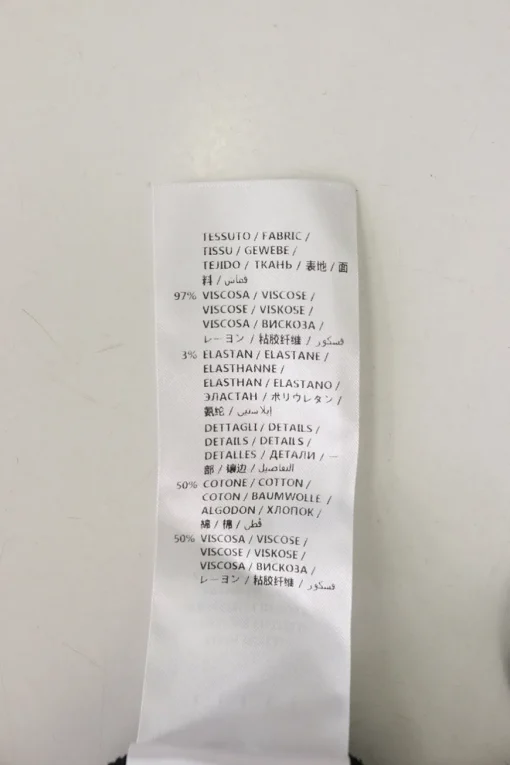 TESSUTO / FABRIC /
TISSU / GEWEBE /
TEJIDO / ТКАНЬ / 表地 / 面
料 / قماش
97% VISCOSA / VISCOSE /
VISCOSE / VISKOSE /
VISCOSA / ВИСКОЗА /
レーヨン / 粘胶纤维 / فسكور
3% ELASTAN / ELASTANE /
ELASTHANNE /
ELASTHAN / ELASTANO /
ЭЛАСТАН / ポリウレタン /
氨纶 / إيلاستين
DETTAGLI / DETAILS /
DETAILS / DETAILS /
DETALLES / ДЕТАЛИ / 一
部 / 镶边 / التفاصيل
50% COTONE / COTTON /
COTON / BAUMWOLLE /
ALGODON / ХЛОПОК /
綿 / 棉 / قطن
50% VISCOSA / VISCOSE /
VISCOSE / VISKOSE /
VISCOSA / ВИСКОЗА /
レーヨン / 粘胶纤维 / فسكور